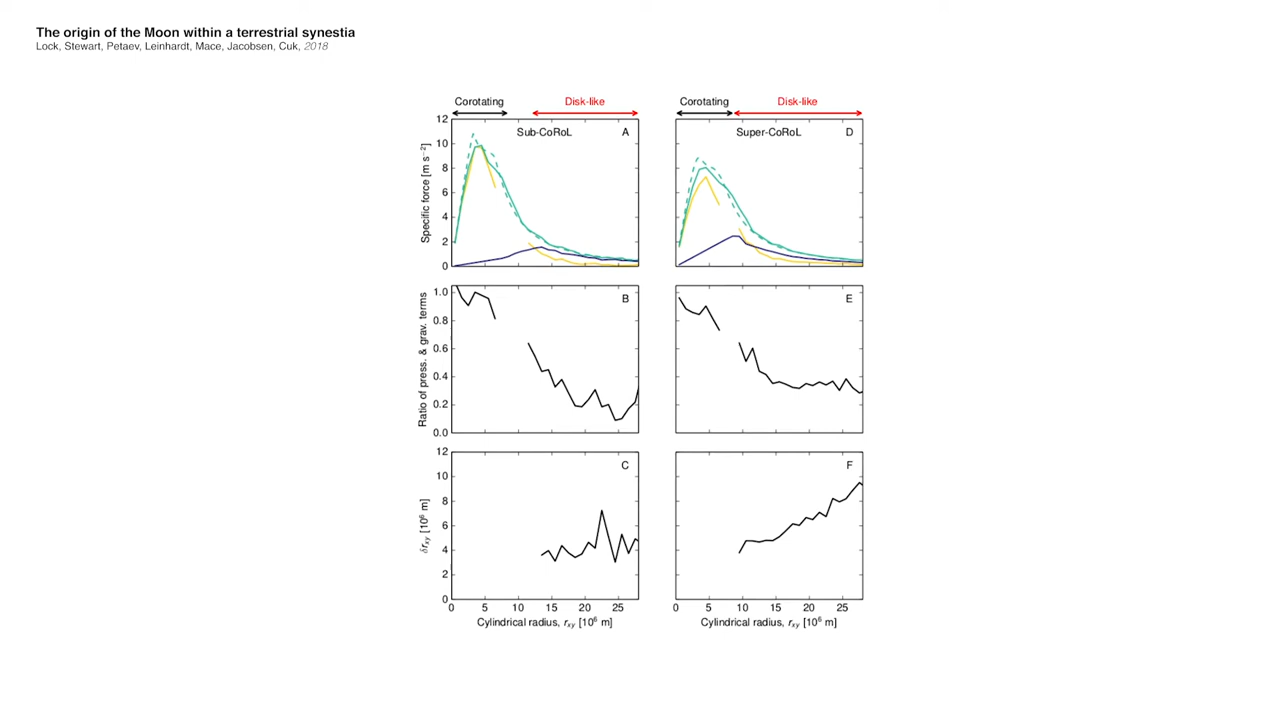 The origin of the Moon within a terrestrial synestia
Lock, Stewart, Petaev, Leinhardt, Mace, Jacobsen, Cuk, 2018
Corotating Disk-like Corotating Disk-like
Sub-CoRoL A
Super-CoRoL D
Specific force [m s⁻²]
12
10
8
6
4
2
0
B
E
Ratio of press. & grav. terms
1.0
0.8
0.6
0.4
0.2
0.0
C
F
δr_xy [10⁶ m]
12
10
8
6
4
2
0
0 5 10 15 20 25
0 5 10 15 20 25
Cylindrical radius, r_xy [10⁶ m]
Cylindrical radius, r_xy [10⁶ m]